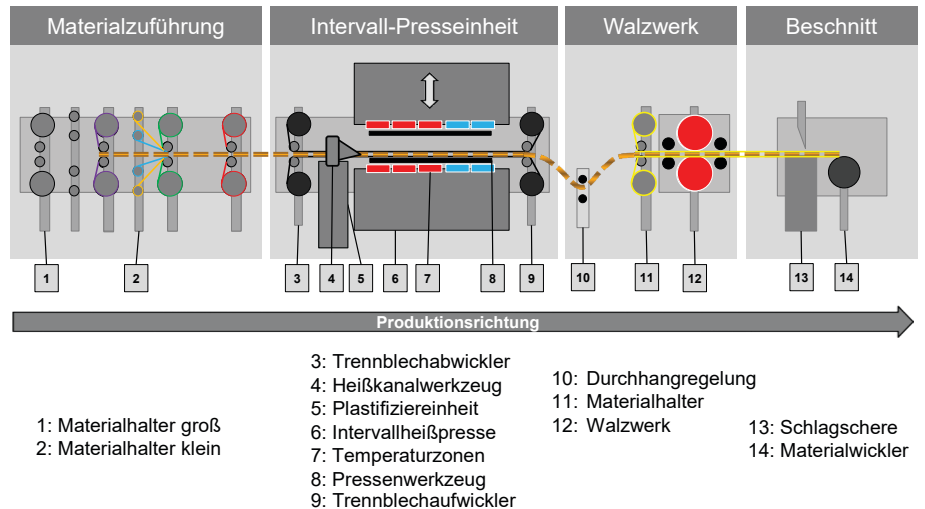 Materialzuführung
Intervall-Presseinheit
Walzwerk
Beschnitt
1
2
3
4
5
6
7
8
9
10
11
12
13
14
Produktionsrichtung
1: Materialhalter groß
2: Materialhalter klein
3: Trennblechabwickler
4: Heißkanalwerkzeug
5: Plastifiziereinheit
6: Intervallheißpresse
7: Temperaturzonen
8: Pressenwerkzeug
9: Trennblechaufwickler
10: Durchhangregelung
11: Materialhalter
12: Walzwerk
13: Schlagschere
14: Materialwickler